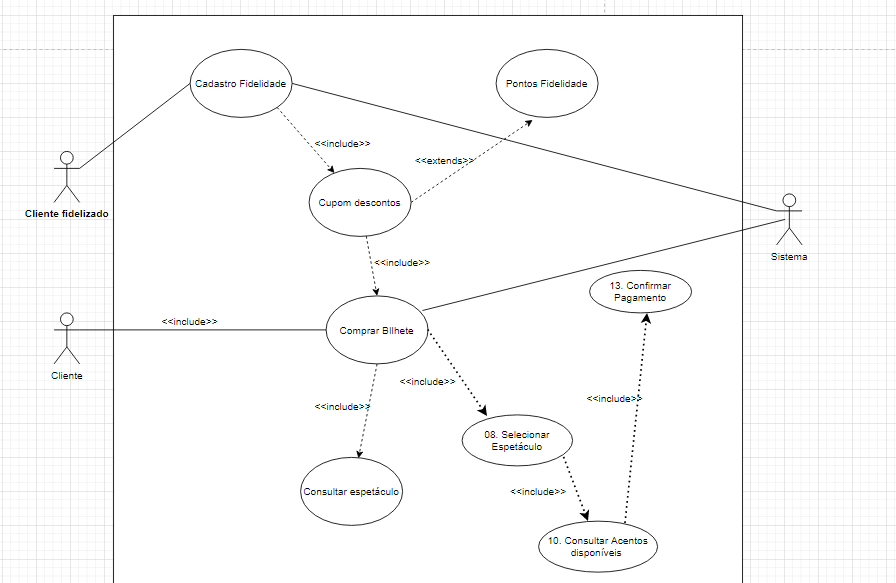 Cadastro Fidelidade
Pontos Fidelidade
<<include>>
<<extends>>
Cliente fidelizado
Cupom descontos
Sistema
<<include>>
13. Confirmar
Pagamento
<<include>>
Comprar BIlhete
Cliente
<<include>>
<<include>>
<<include>>
08. Selecionar
Espetáculo
Consultar espetáculo
<<include>>
<<include>>
10. Consultar Acentos
disponíveis